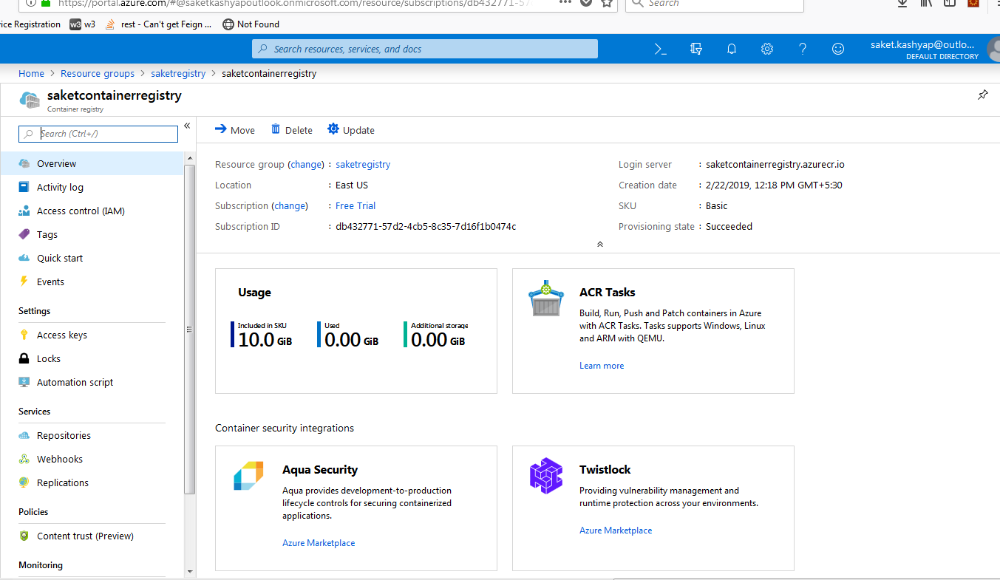 https://portal.azure.com/#@saketkashyapoutlook.onmicrosoft.com/resource/subscriptions/db432771-57
Search
ice Registration w3 w3 rest - Can't get Feign ... Not Found
Search resources, services, and docs
saket.kashyap@outlo...
DEFAULT DIRECTORY
Home > Resource groups > saketregistry > saketcontainerregistry
saketcontainerregistry
Container registry
Search (Ctrl+/)
Overview
Activity log
Access control (IAM)
Tags
Quick start
Events
Settings
Access keys
Locks
Automation script
Services
Repositories
Webhooks
Replications
Policies
Content trust (Preview)
Monitoring
Move Delete Update
Resource group (change) : saketregistry
Location : East US
Subscription (change) : Free Trial
Subscription ID : db432771-57d2-4cb5-8c35-7d16f1b0474c
Login server : saketcontainerregistry.azurecr.io
Creation date : 2/22/2019, 12:18 PM GMT+5:30
SKU : Basic
Provisioning state : Succeeded
Usage
Included in SKU
10.0 GiB
Used
0.00 GiB
Additional storage
0.00 GiB
ACR Tasks
Build, Run, Push and Patch containers in Azure
with ACR Tasks. Tasks supports Windows, Linux
and ARM with QEMU.
Learn more
Container security integrations
Aqua Security
Aqua provides development-to-production
lifecycle controls for securing containerized
applications.
Azure Marketplace
Twistlock
Providing vulnerability management and
runtime protection across your environments.
Azure Marketplace